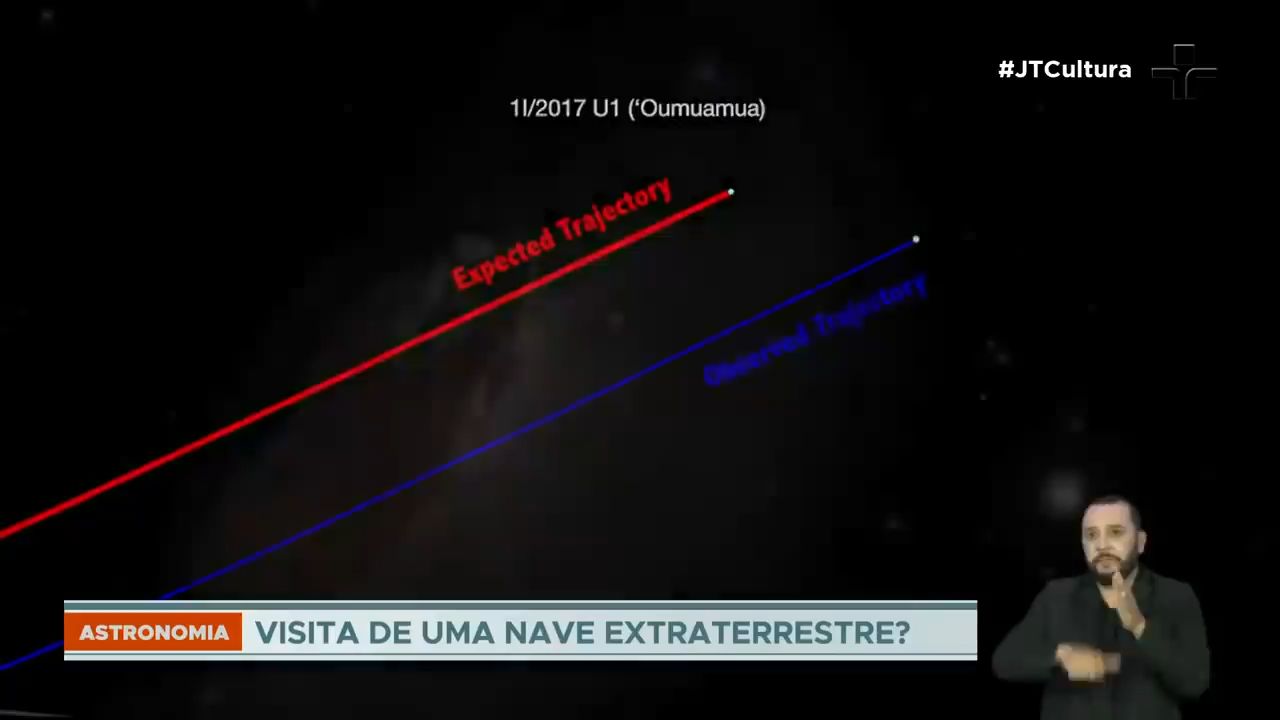 #JTCultura
1I/2017 U1 (‘Oumuamua)
Expected Trajectory
Observed Trajectory
ASTRONOMIA
VISITA DE UMA NAVE EXTRATERRESTRE?